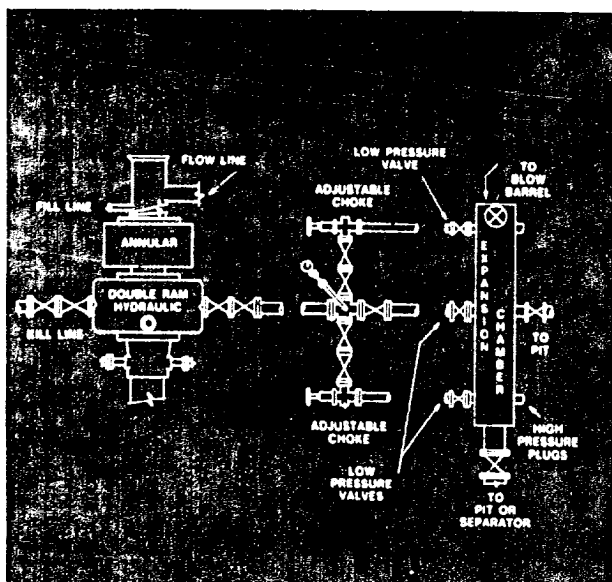 FLOW LINE
FILL LINE
ANNULAR
DOUBLE RAM
HYDRAULIC
KILL LINE
LOW PRESSURE
VALVE
ADJUSTABLE
CHOKE
TO
BLOW
BARREL
EXPANSION
CHAMBER
TO
PIT
ADJUSTABLE
CHOKE
HIGH
PRESSURE
PLUGS
LOW
PRESSURE
VALVES
TO
PIT OR
SEPARATOR